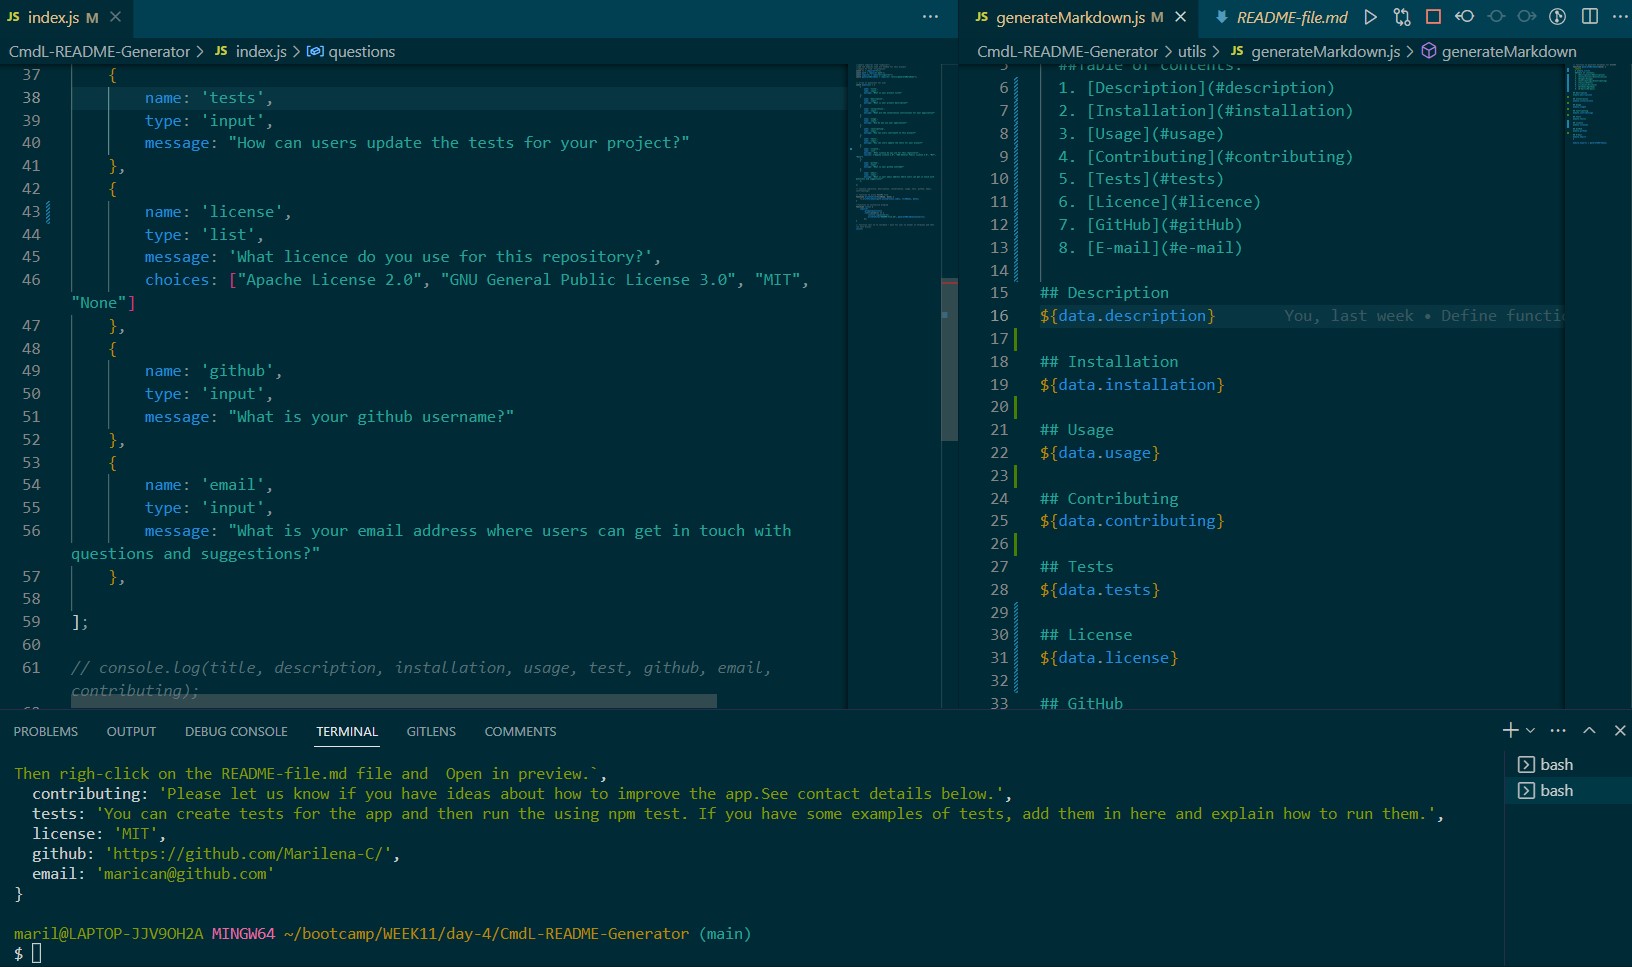 JS index.js M
CmdL-README-Generator > JS index.js > questions
37 {
38 name: 'tests',
39 type: 'input',
40 message: "How can users update the tests for your project?"
41 },
42 {
43 name: 'license',
44 type: 'list',
45 message: 'What licence do you use for this repository?',
46 choices: ["Apache License 2.0", "GNU General Public License 3.0", "MIT",
"None"]
47 },
48 {
49 name: 'github',
50 type: 'input',
51 message: "What is your github username?"
52 },
53 {
54 name: 'email',
55 type: 'input',
56 message: "What is your email address where users can get in touch with
questions and suggestions?"
57 },
58
59 ];
60
61 // console.log(title, description, installation, usage, test, github, email,
contributing);
JS generateMarkdown.js M README-file.md
CmdL-README-Generator > utils > JS generateMarkdown.js > generateMarkdown
5 ##Table of contents:
6 1. [Description](#description)
7 2. [Installation](#installation)
8 3. [Usage](#usage)
9 4. [Contributing](#contributing)
10 5. [Tests](#tests)
11 6. [Licence](#licence)
12 7. [GitHub](#gitHub)
13 8. [E-mail](#e-mail)
14
15 ## Description
16 ${data.description} You, last week • Define functi
17
18 ## Installation
19 ${data.installation}
20
21 ## Usage
22 ${data.usage}
23
24 ## Contributing
25 ${data.contributing}
26
27 ## Tests
28 ${data.tests}
29
30 ## License
31 ${data.license}
32
33 ## GitHub
PROBLEMS OUTPUT DEBUG CONSOLE TERMINAL GITLENS COMMENTS
Then righ-click on the README-file.md file and  Open in preview.`,
contributing: 'Please let us know if you have ideas about how to improve the app.See contact details below.',
tests: 'You can create tests for the app and then run the using npm test. If you have some examples of tests, add them in here and explain how to run them.',
license: 'MIT',
github: 'https://github.com/Marilena-C/',
email: 'marican@github.com'
}
maril@LAPTOP-JJV9OH2A MINGW64 ~/bootcamp/WEEK11/day-4/CmdL-README-Generator (main)
$
bash
bash